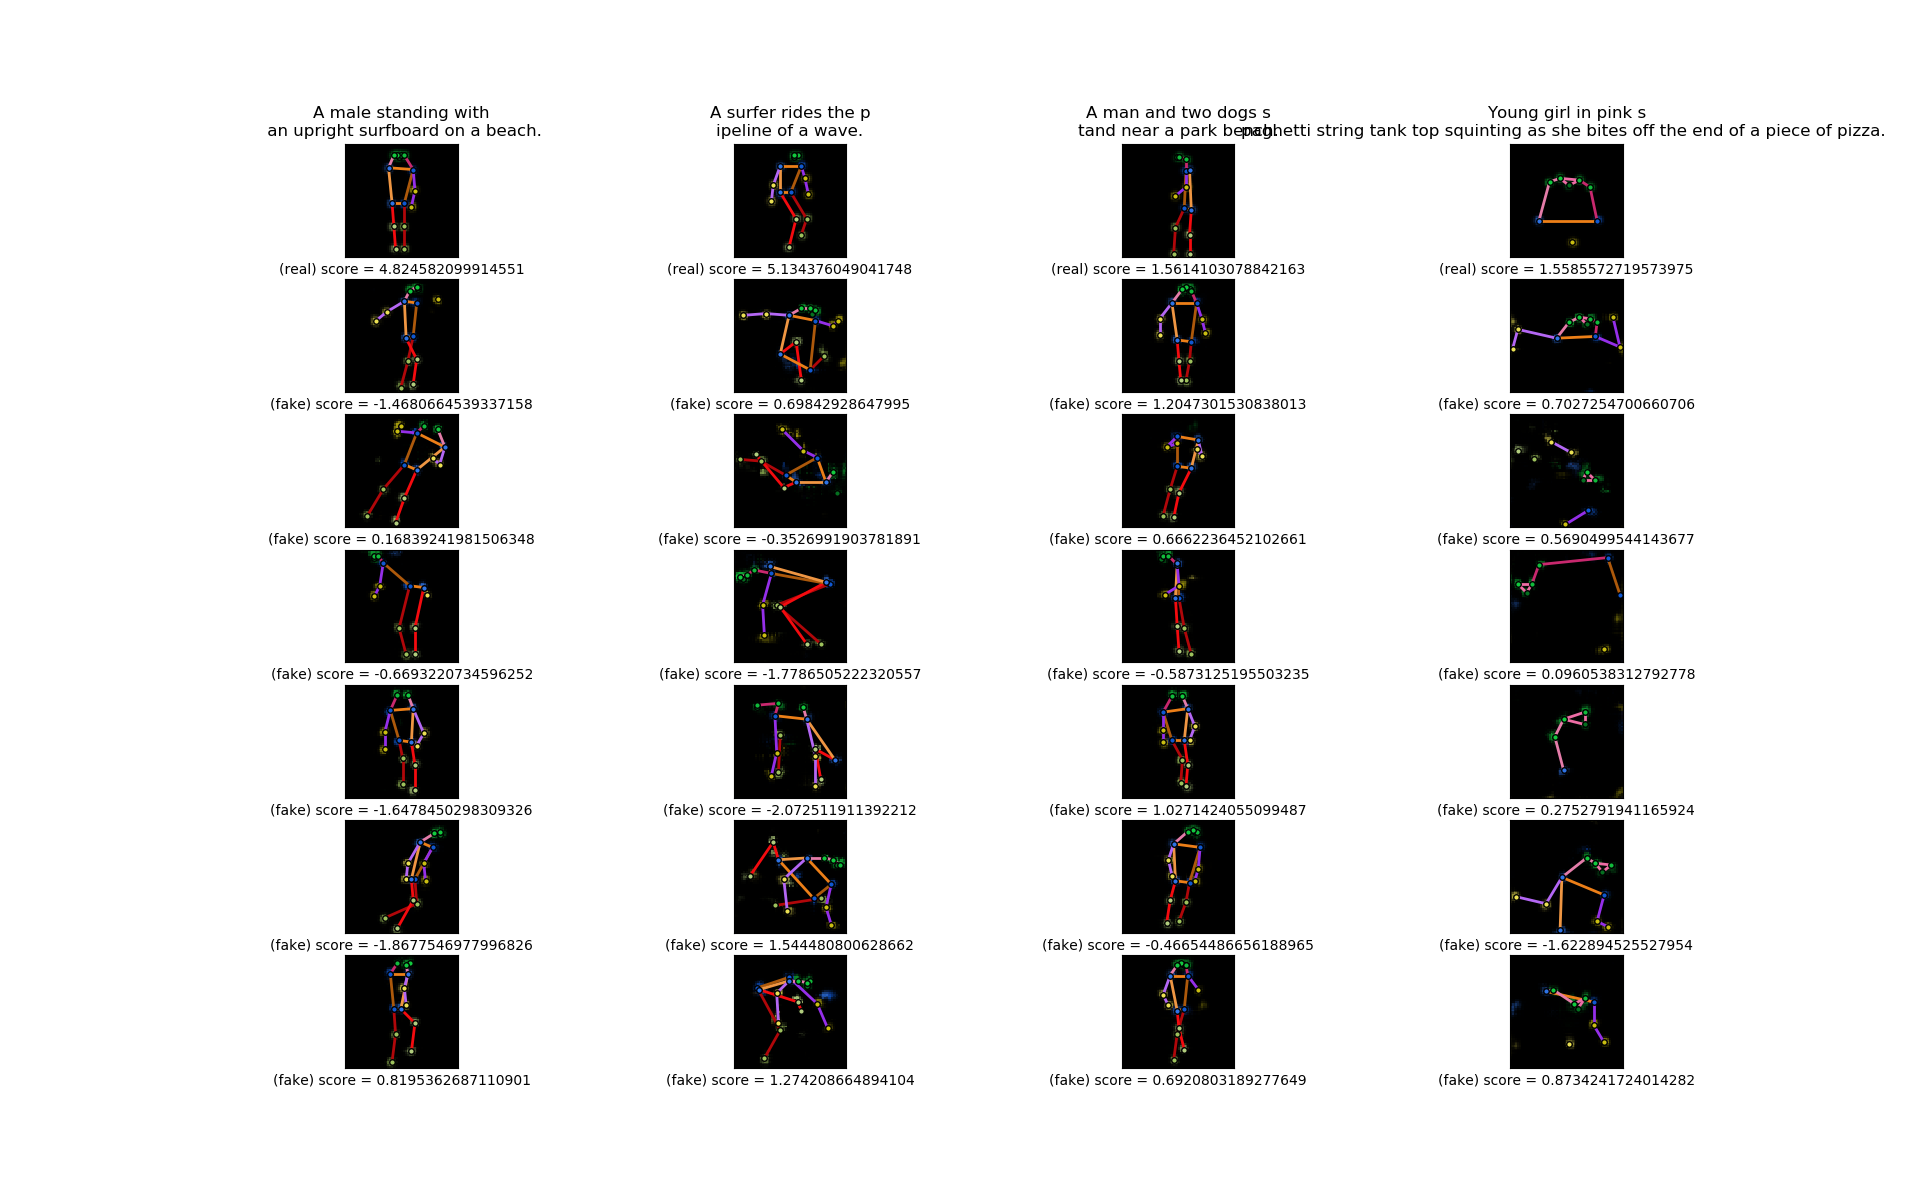 A male standing with
an upright surfboard on a beach.
A surfer rides the p
ipeline of a wave.
A man and two dogs s
tand near a park bench.
Young girl in pink s
paghetti string tank top squinting as she bites off the end of a piece of pizza.
(real) score = 4.824582099914551
(real) score = 5.134376049041748
(real) score = 1.5614103078842163
(real) score = 1.5585572719573975
(fake) score = -1.4680664539337158
(fake) score = 0.69842928647995
(fake) score = 1.2047301530838013
(fake) score = 0.7027254700660706
(fake) score = 0.16839241981506348
(fake) score = -0.3526991903781891
(fake) score = 0.6662236452102661
(fake) score = 0.5690499544143677
(fake) score = -0.6693220734596252
(fake) score = -1.7786505222320557
(fake) score = -0.5873125195503235
(fake) score = 0.0960538312792778
(fake) score = -1.6478450298309326
(fake) score = -2.072511911392212
(fake) score = 1.0271424055099487
(fake) score = 0.2752791941165924
(fake) score = -1.8677546977996826
(fake) score = 1.544480800628662
(fake) score = -0.46654486656188965
(fake) score = -1.622894525527954
(fake) score = 0.8195362687110901
(fake) score = 1.274208664894104
(fake) score = 0.6920803189277649
(fake) score = 0.8734241724014282